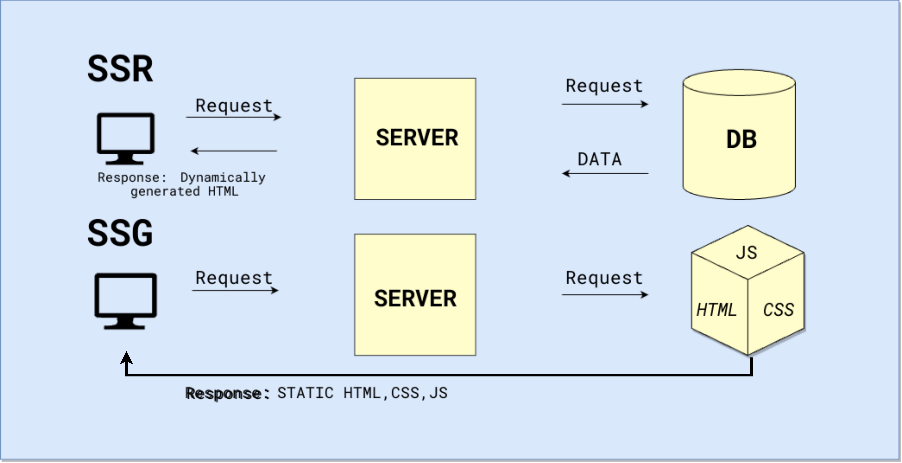 SSR
Request
Request
SERVER
DB
DATA
Response: Dynamically
generated HTML
SSG
Request
Request
SERVER
JS
HTML CSS
Response: STATIC HTML,CSS,JS